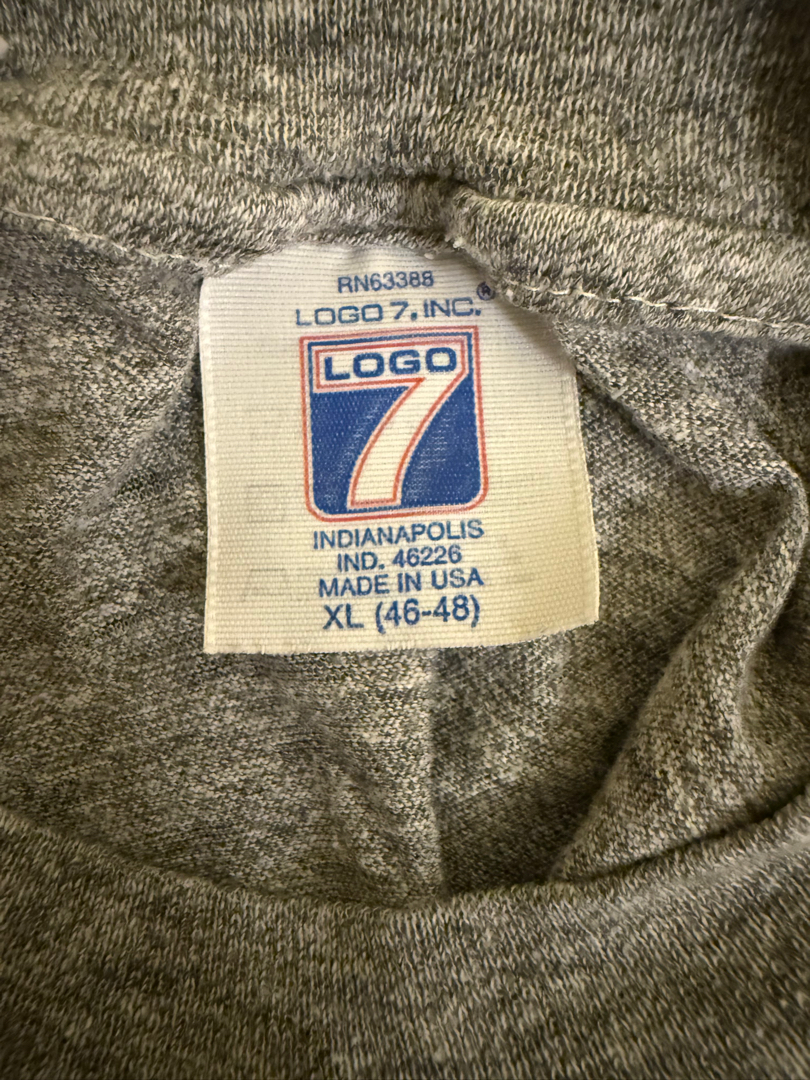 RN63388
LOGO 7, INC.®
LOGO
7
INDIANAPOLIS
IND. 46226
MADE IN USA
XL (46-48)